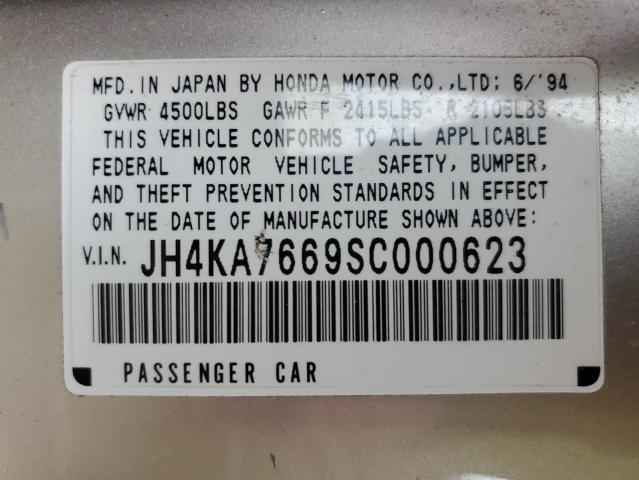 MFD.IN JAPAN BY HONDA MOTOR CO.,LTD; 6/'94
GVWR 4500LBS GAWR F 2415LBS R 2105LBS
THIS VEHICLE CONFORMS TO ALL APPLICABLE
FEDERAL MOTOR VEHICLE SAFETY, BUMPER,
AND THEFT PREVENTION STANDARDS IN EFFECT
ON THE DATE OF MANUFACTURE SHOWN ABOVE:
V.I.N. JH4KA7669SC000623
PASSENGER CAR